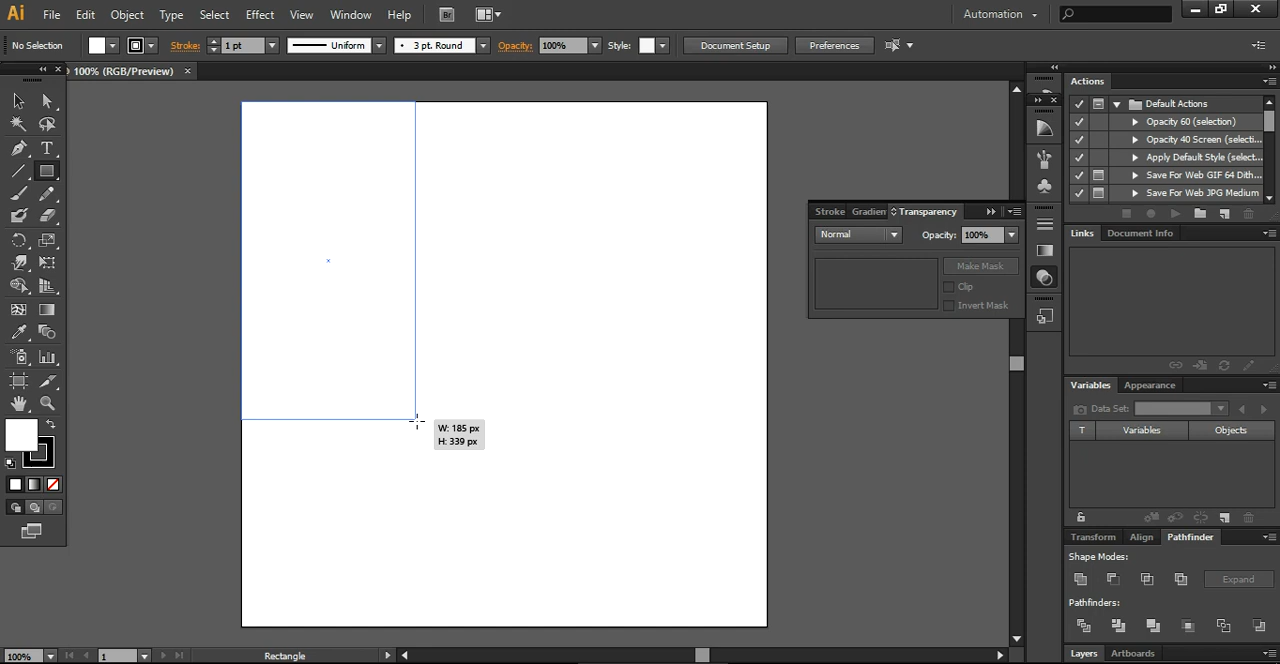 Ai File Edit Object Type Select Effect View Window Help Br Automation
No Selection Stroke: 1 pt Uniform 3 pt. Round Opacity: 100% Style: Document Setup Preferences
100% (RGB/Preview)
Actions
Default Actions
Opacity 60 (selection)
Opacity 40 Screen (selecti...
Apply Default Style (select...
Save For Web GIF 64 Dith...
Save For Web JPG Medium
Stroke Gradien Transparency
Normal Opacity: 100%
Make Mask
Clip
Invert Mask
Links Document Info
W: 185 px
H: 339 px
Variables Appearance
Data Set:
T Variables Objects
Transform Align Pathfinder
Shape Modes:
Expand
Pathfinders:
Layers Artboards
100% 1 Rectangle